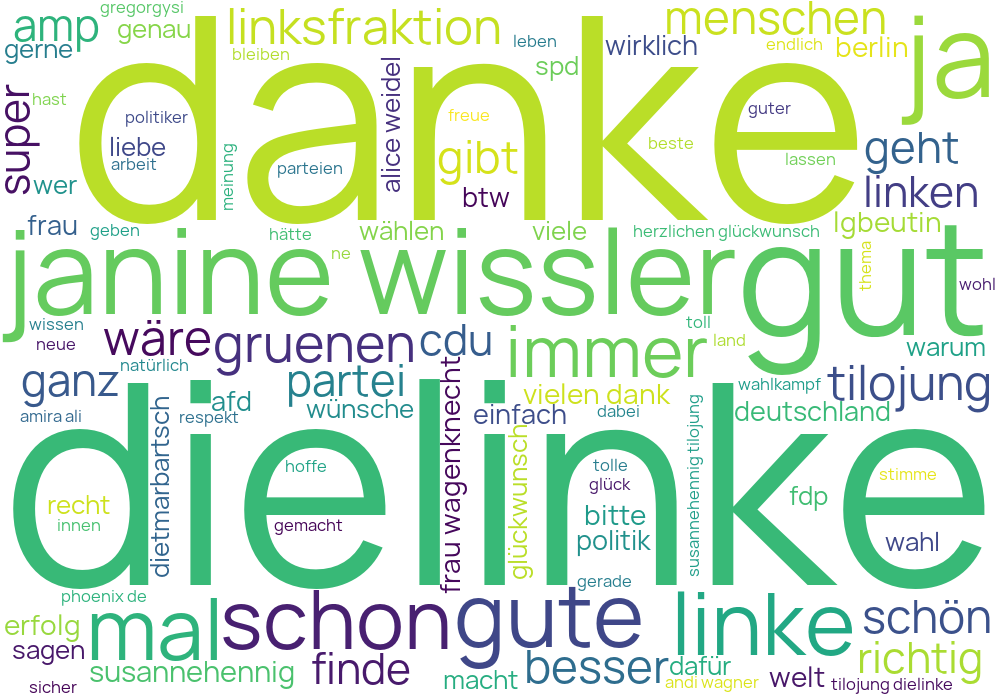 gregorgysi
amp
genau
linksfraktion
menschen
gerne
bleiben
leben
wirklich
endlich
berlin
spd
ja
danke
super
hast
politiker
liebe
arbeit
wer
meinung
parteien
alice weidel
freue
gibt
btw
guter
beste
lassen
geht
linken
frau
geben
hätte
ne
wählen
viele
herzlichen glückwunsch
lgbeutin
thema
wohl
janine wissler
gut
wissen
neue
wäre
gruenen
cdu
immer
toll
land
warum
natürlich
ganz
partei
vielen dank
wahlkampf
tilojung
amira ali
respekt
afd
wünsche
einfach
dabei
deutschland
dietmarbartsch
frau wagenknecht
glückwunsch
susannehennig tilojung
dielinke
hoffe
tolle
glück
stimme
recht
innen
gemacht
bitte
politik
fdp
wahl
gerade
phoenix de
erfolg
sagen
mal
schon
gute
linke
schön
richtig
susannehennig
finde
macht
besser
dafür
andi wagner
welt
tilojung dielinke
sicher